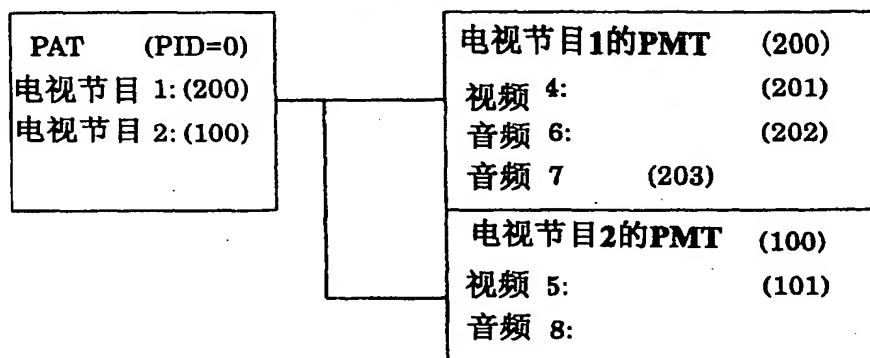 PAT (PID=0)
电视节目 1:(200)
电视节目 2:(100)
电视节目1的PMT (200)
视频 4: (201)
音频 6: (202)
音频 7 (203)
电视节目2的PMT (100)
视频 5: (101)
音频 8: